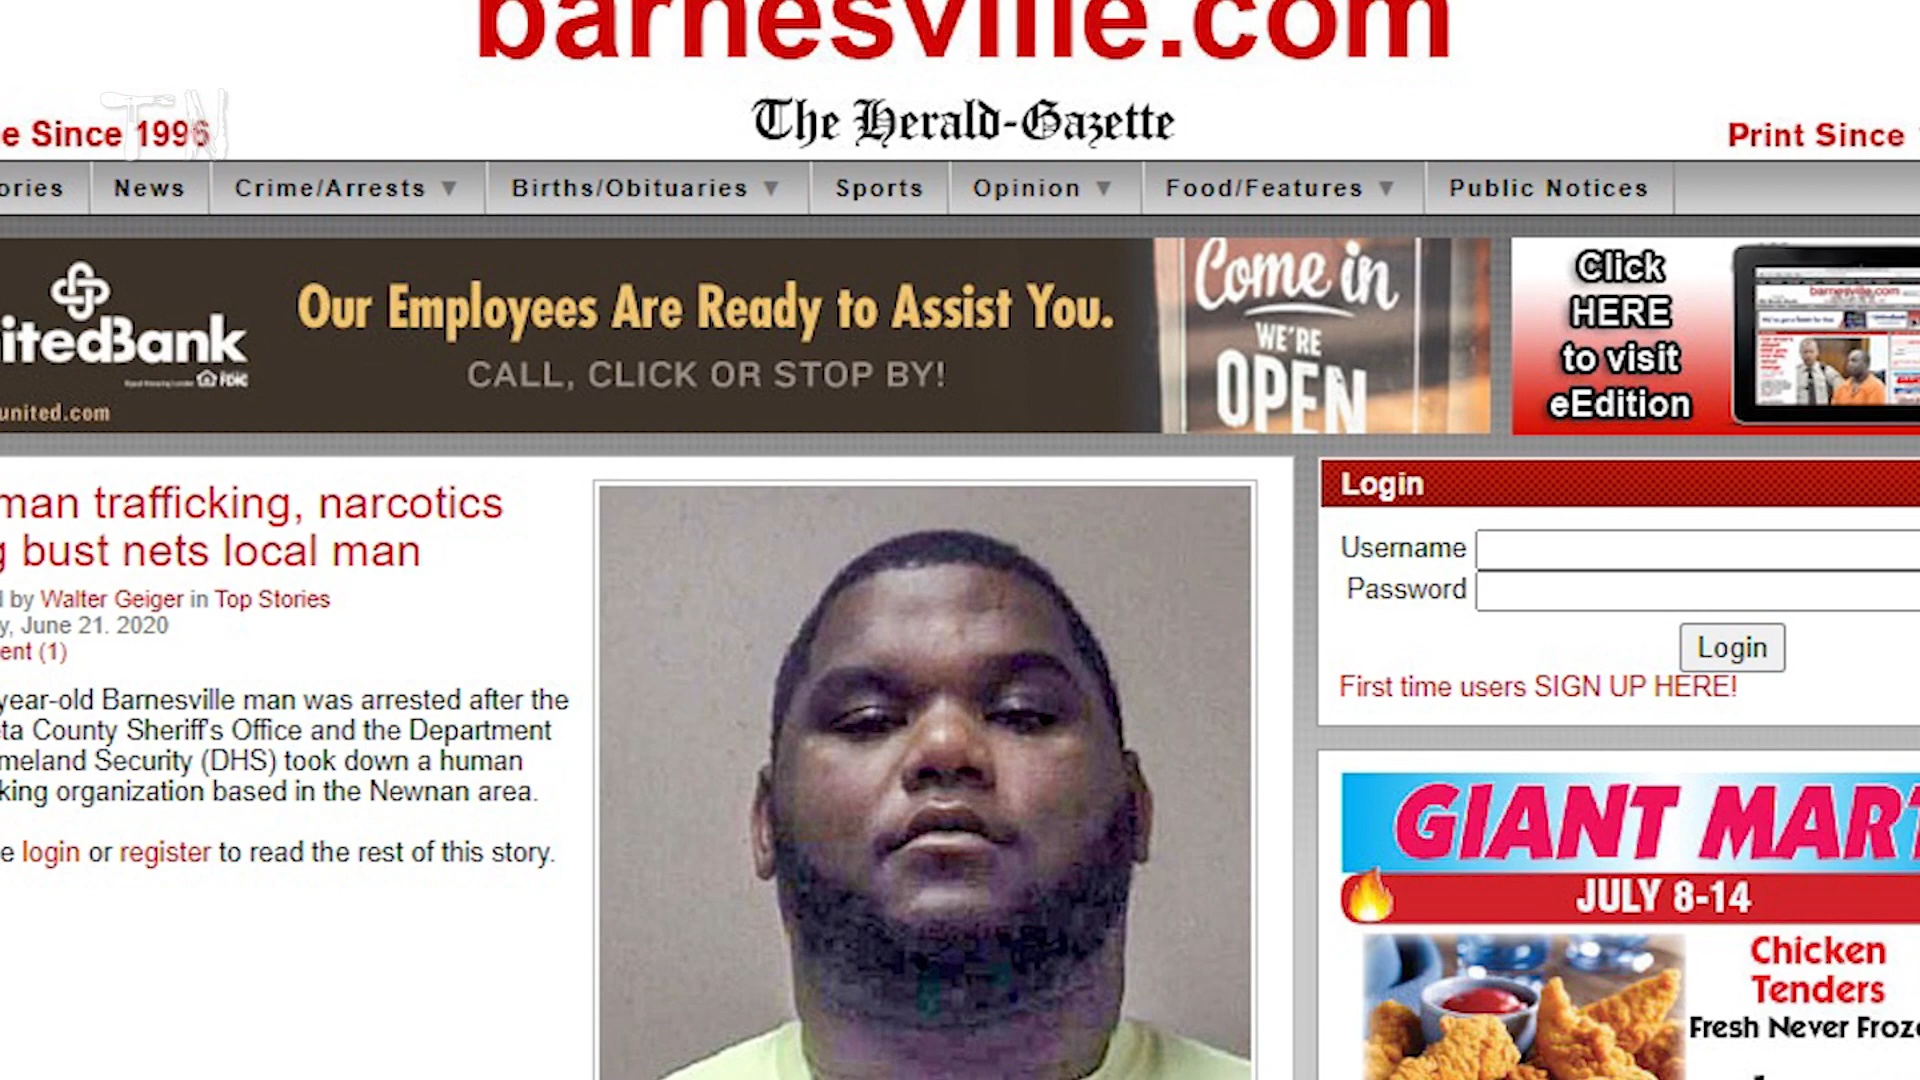 barnesville.com
The Herald-Gazette
e Since 1996
TN
Print Since
ories
News
Crime/Arrests
Births/Obituaries
Sports
Opinion
Food/Features
Public Notices
itedBank
FDIC
united.com
Our Employees Are Ready to Assist You.
CALL, CLICK OR STOP BY!
Come in
WE'RE
OPEN
Click
HERE
to visit
eEdition
barnesville.com
man trafficking, narcotics
g bust nets local man
by Walter Geiger in Top Stories
y, June 21. 2020
ent (1)
year-old Barnesville man was arrested after the
ta County Sheriff's Office and the Department
meland Security (DHS) took down a human
king organization based in the Newnan area.
e login or register to read the rest of this story.
Login
Username
Password
Login
First time users SIGN UP HERE!
GIANT MART
JULY 8-14
Chicken
Tenders
Fresh Never Froze